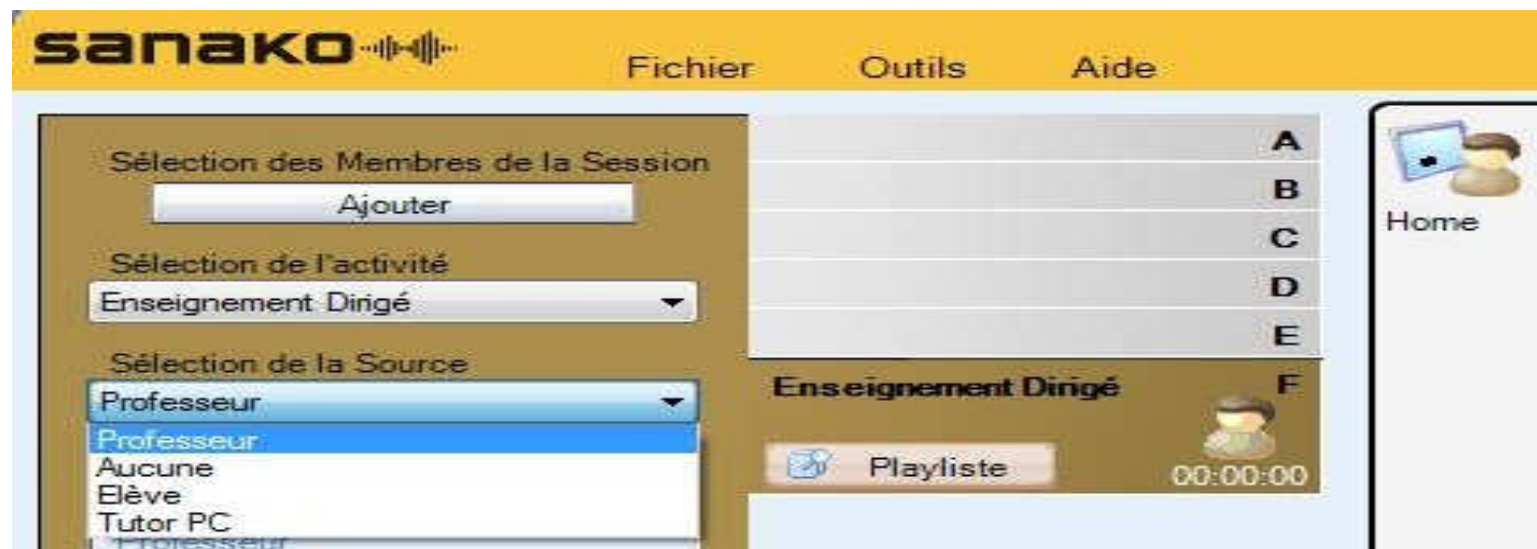 sanako
Fichier Outils Aide
Sélection des Membres de la Session
Ajouter
Sélection de l'activité
Enseignement Dirigé
Sélection de la Source
Professeur
Professeur
Aucune
Elève
Tutor PC
Professeur
A
B
C
D
E
Enseignement Dirigé F
Playliste
00:00:00
Home